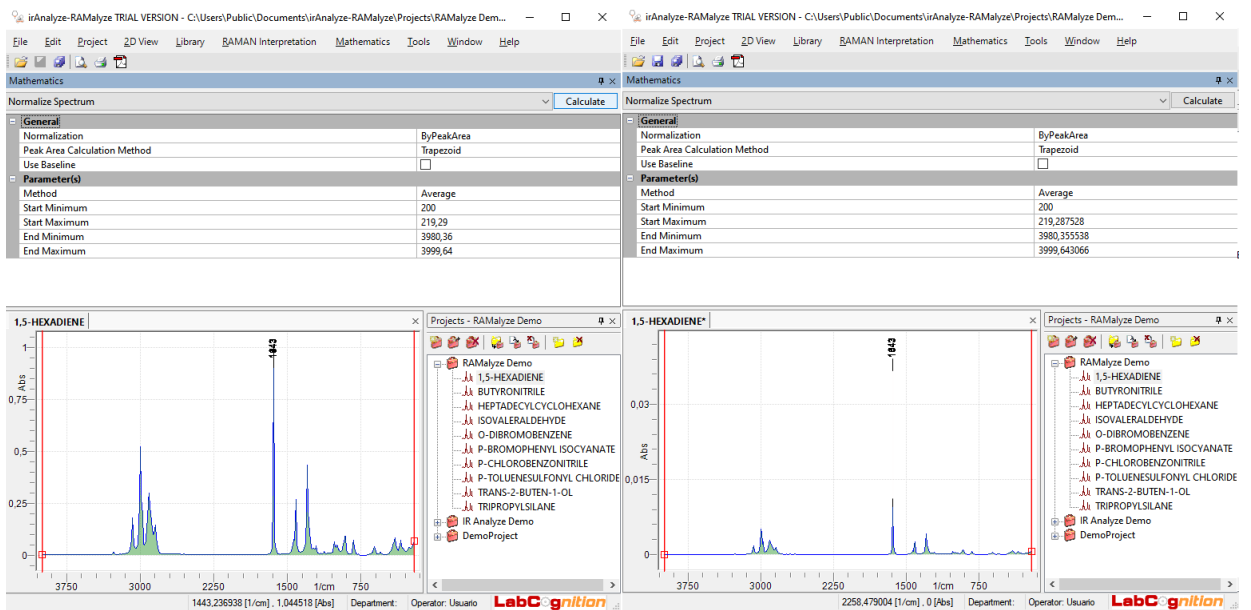 irAnalyze-RAMalyze TRIAL VERSION - C:\Users\Public\Documents\irAnalyze-RAMalyze\Projects\RAMalyze Dem...
File Edit Project 2D View Library RAMAN Interpretation Mathematics Tools Window Help
Mathematics
Normalize Spectrum Calculate
General
Normalization ByPeakArea
Peak Area Calculation Method Trapezoid
Use Baseline
Parameter(s)
Method Average
Start Minimum 200
Start Maximum 219,29
End Minimum 3980,36
End Maximum 3999,64
1,5-HEXADIENE
1
0,75
0,5
0,25
0
Abs
1643
3750 3000 2250 1500 1/cm 750
Projects - RAMalyze Demo
RAMalyze Demo
1,5-HEXADIENE
BUTYRONITRILE
HEPTADECYLCYCLOHEXANE
ISOVALERALDEHYDE
O-DIBROMOBENZENE
P-BROMOPHENYL ISOCYANATE
P-CHLOROBENZONITRILE
P-TOLUENESULFONYL CHLORIDE
TRANS-2-BUTEN-1-OL
TRIPROPYLSILANE
IR Analyze Demo
DemoProject
1443,236938 [1/cm] . 1,044518 [Abs] Department: Operator: Usuario LabCognition
irAnalyze-RAMalyze TRIAL VERSION - C:\Users\Public\Documents\irAnalyze-RAMalyze\Projects\RAMalyze Dem...
File Edit Project 2D View Library RAMAN Interpretation Mathematics Tools Window Help
Mathematics
Normalize Spectrum Calculate
General
Normalization ByPeakArea
Peak Area Calculation Method Trapezoid
Use Baseline
Parameter(s)
Method Average
Start Minimum 200
Start Maximum 219,287528
End Minimum 3980,355538
End Maximum 3999,643066
1,5-HEXADIENE*
0,03
0,015
0
Abs
1643
3750 3000 2250 1500 1/cm 750
Projects - RAMalyze Demo
RAMalyze Demo
1,5-HEXADIENE
BUTYRONITRILE
HEPTADECYLCYCLOHEXANE
ISOVALERALDEHYDE
O-DIBROMOBENZENE
P-BROMOPHENYL ISOCYANATE
P-CHLOROBENZONITRILE
P-TOLUENESULFONYL CHLORIDE
TRANS-2-BUTEN-1-OL
TRIPROPYLSILANE
IR Analyze Demo
DemoProject
2258,479004 [1/cm] . 0 [Abs] Department: Operator: Usuario LabCognition